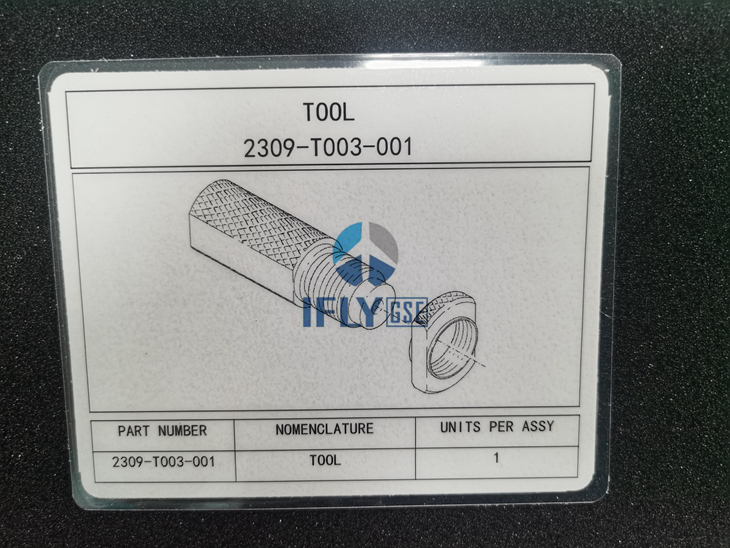 TOOL
2309-T003-001
IFLY GSE
PART NUMBER NOMENCLATURE UNITS PER ASSY
2309-T003-001 TOOL 1